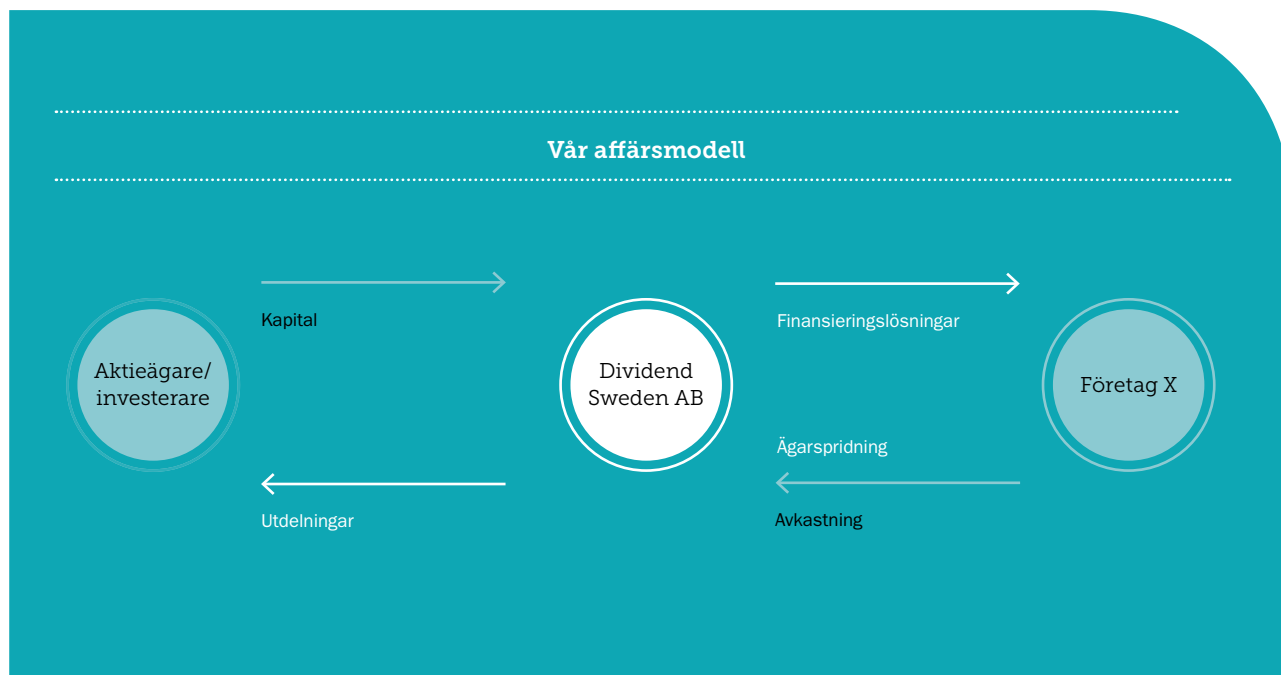 Vår affärsmodell
Kapital
Finansieringslösningar
Aktieägare/
investerare
Dividend
Sweden AB
Företag X
Ägarspridning
Utdelningar
Avkastning